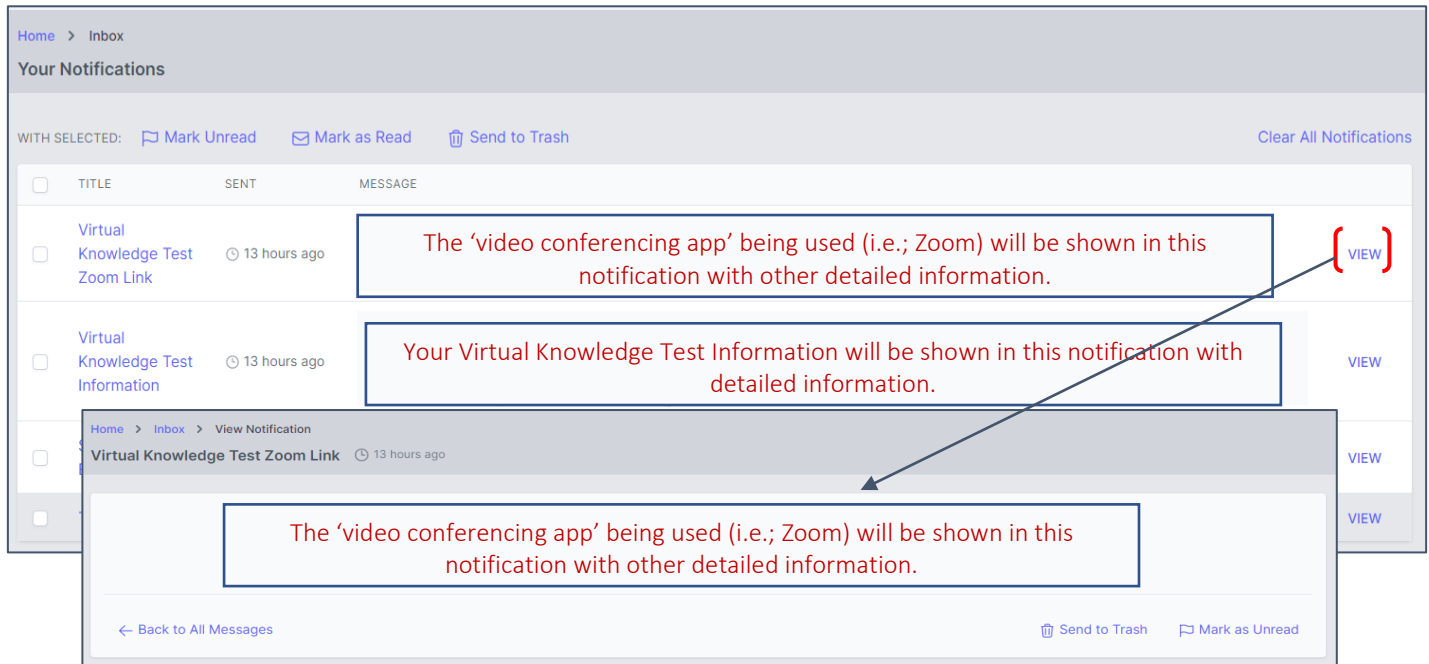 Home > Inbox
Your Notifications
WITH SELECTED: Mark Unread Mark as Read Send to Trash Clear All Notifications
TITLE SENT MESSAGE
Virtual
Knowledge Test
Zoom Link
13 hours ago
The ‘video conferencing app’ being used (i.e.; Zoom) will be shown in this
notification with other detailed information.
VIEW
Virtual
Knowledge Test
Information
13 hours ago
Your Virtual Knowledge Test Information will be shown in this notification with
detailed information.
VIEW
VIEW
VIEW
Home > Inbox > View Notification
Virtual Knowledge Test Zoom Link 13 hours ago
The ‘video conferencing app’ being used (i.e.; Zoom) will be shown in this
notification with other detailed information.
← Back to All Messages Send to Trash Mark as Unread